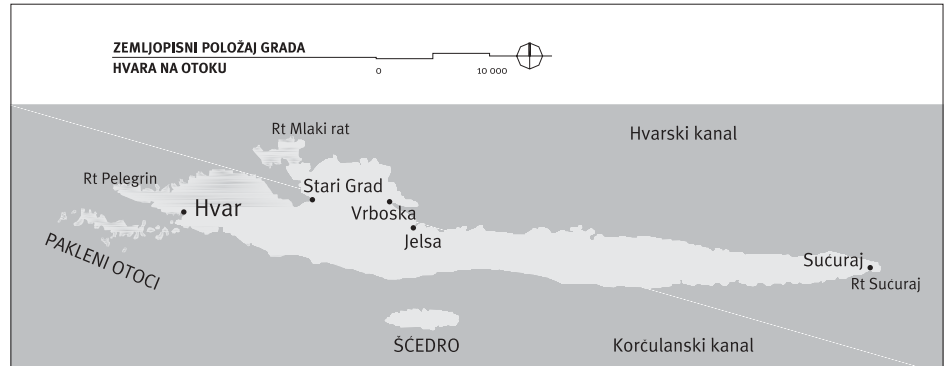 ZEMLJOPISNI POLOŽAJ GRADA
HVARA NA OTOKU
0
10 000
Rt Mlaki rat
Hvarski kanal
Rt Pelegrin
Stari Grad
Hvar
Vrboska
Jelsa
PAKLENI OTOCI
Sućuraj
Rt Sućuraj
ŠĆEDRO
Korčulanski kanal